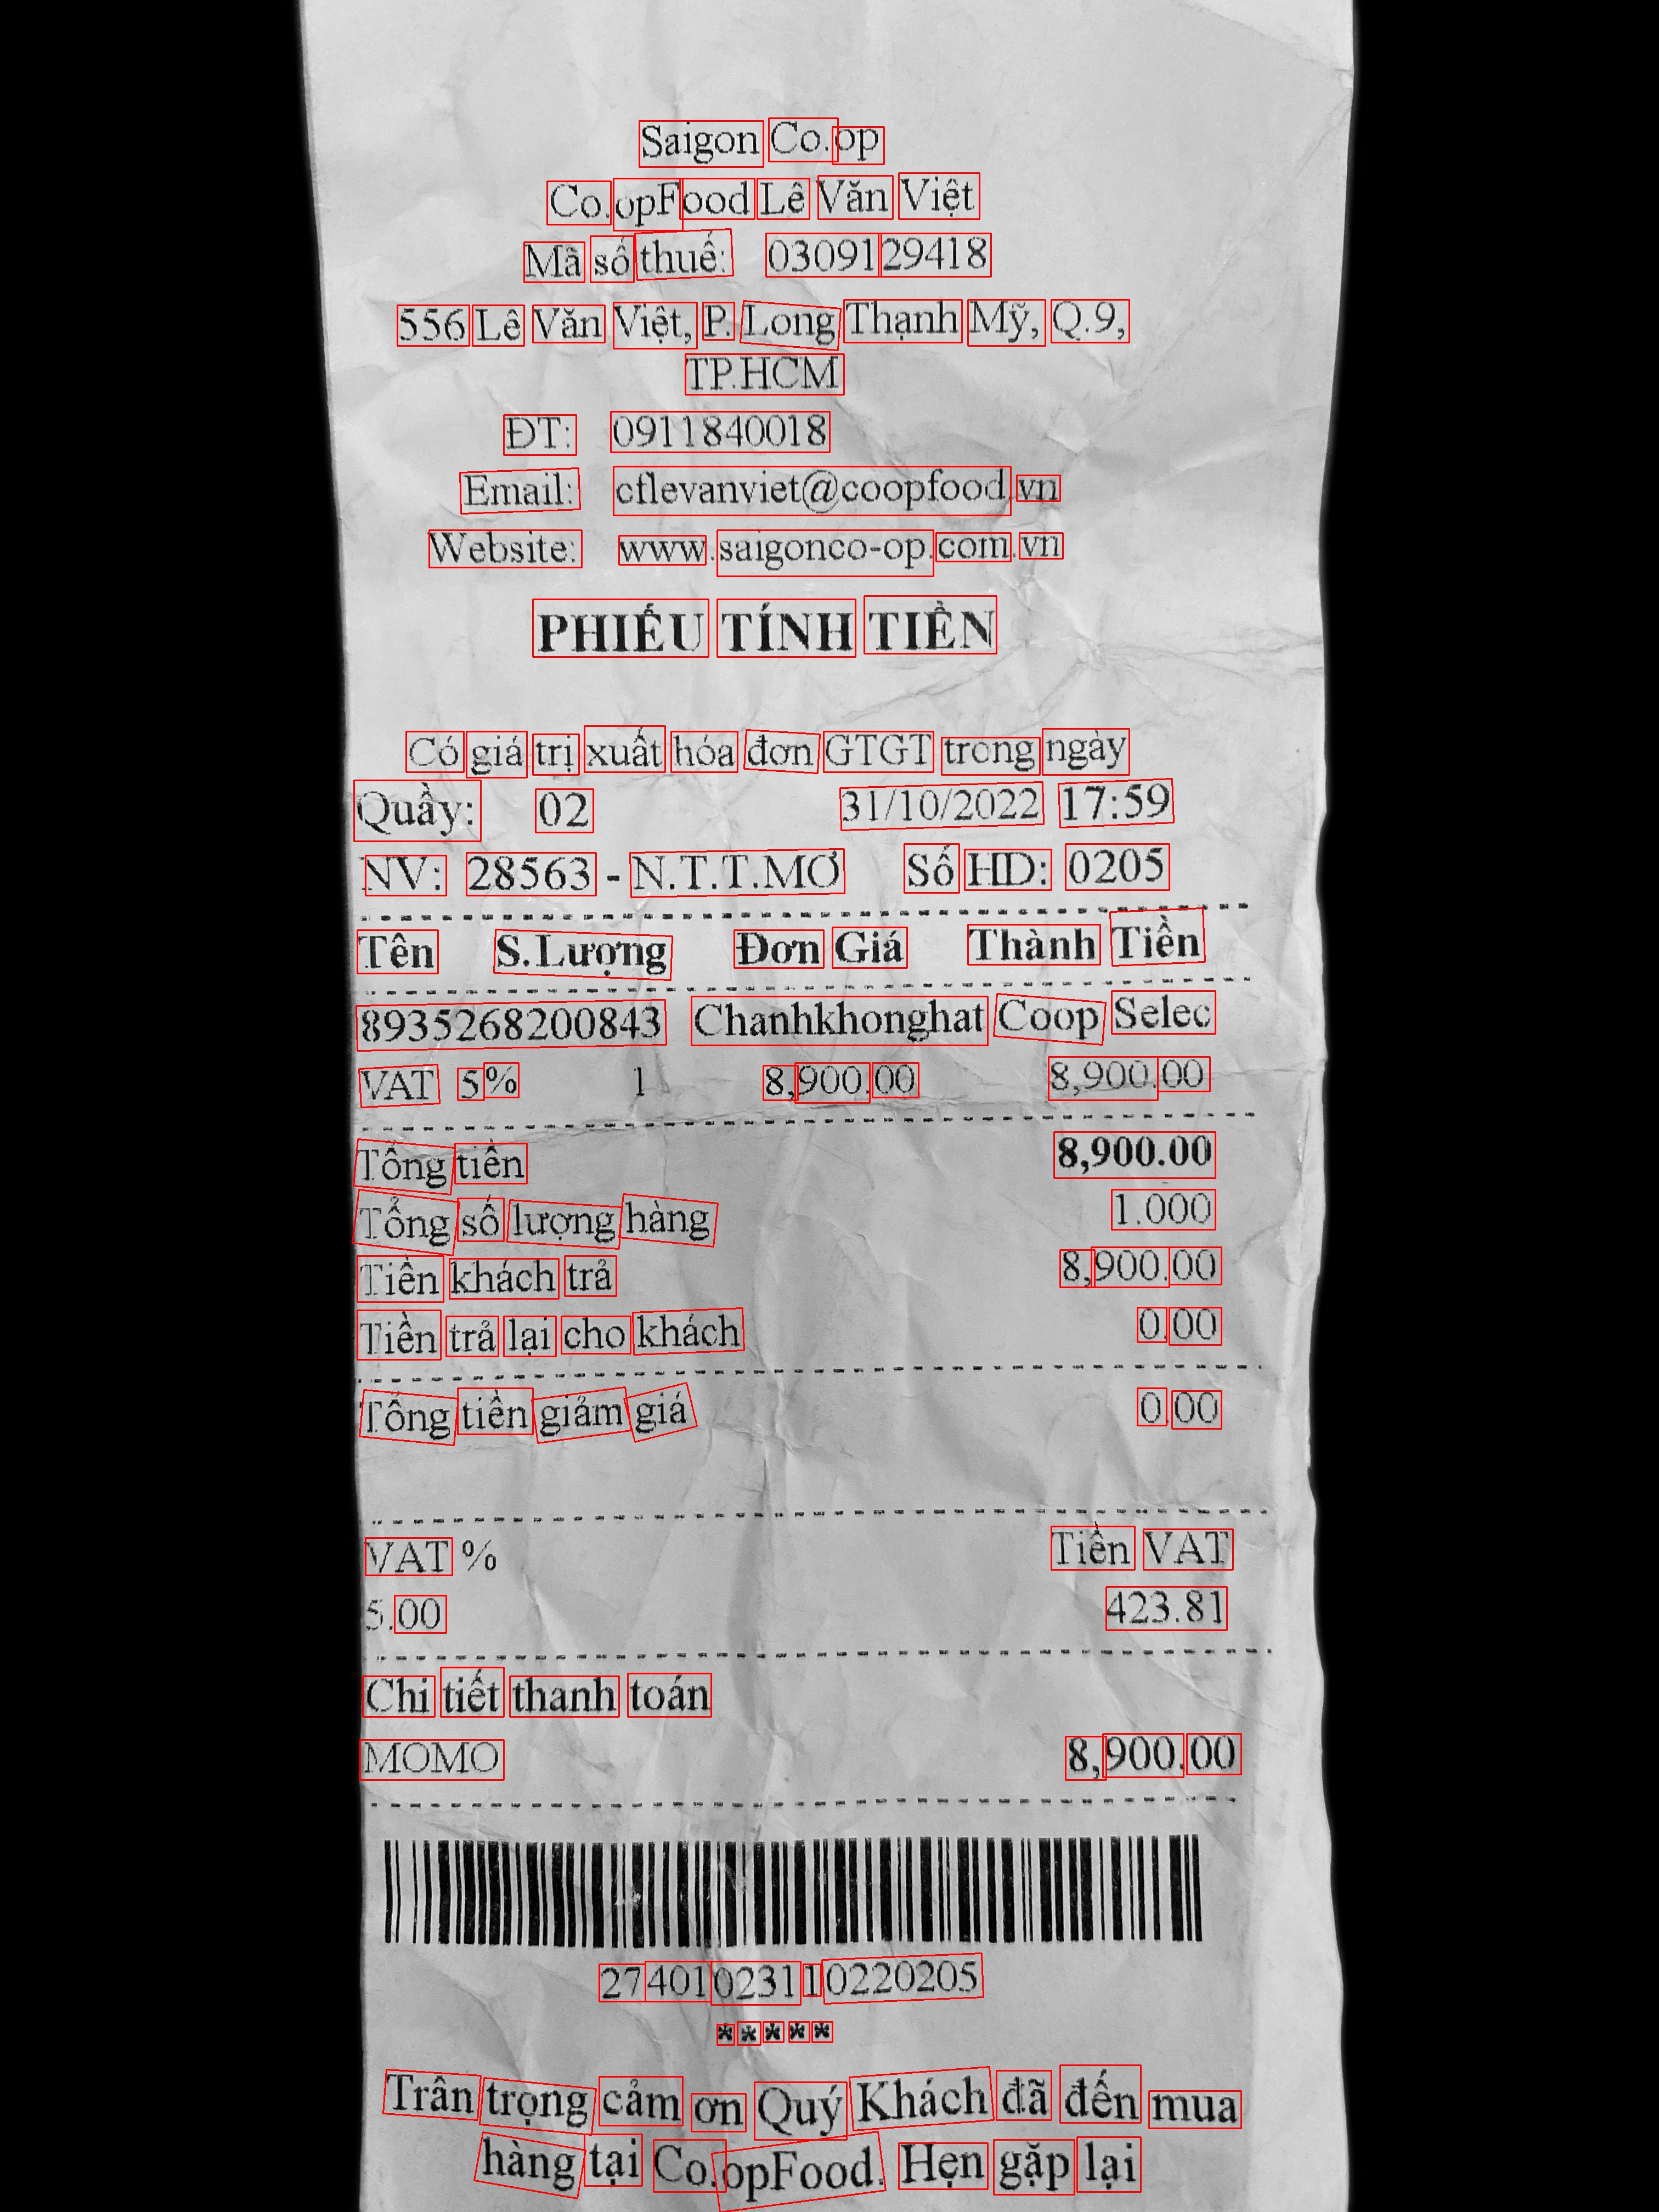 Saigon Co.op
Co.opFood Lê Văn Việt
Mã số thuế: 0309129418
556 Lê Văn Việt, P. Long Thạnh Mỹ, Q.9,
TP.HCM
ĐT: 0911840018
Email: cflevanviet@coopfood.vn
Website: www.saigonco-op.com.vn
PHIẾU TÍNH TIỀN
Có giá trị xuất hóa đơn GTGT trong ngày
Quầy: 02 31/10/2022 17:59
NV: 28563 - N.T.T.MƠ Số HD: 0205
Tên S.Lượng Đơn Giá Thành Tiền
8935268200843 Chanhkhonghat Coop Selec
VAT 5% 1 8,900.00 8,900.00
Tổng tiền 8,900.00
Tổng số lượng hàng 1.000
Tiền khách trả 8,900.00
Tiền trả lại cho khách 0.00
Tổng tiền giảm giá 0.00
VAT % Tiền VAT
5.00 423.81
Chi tiết thanh toán
MOMO 8,900.00
27401023110220205
*****
Trân trọng cảm ơn Quý Khách đã đến mua
hàng tại Co.opFood. Hẹn gặp lại